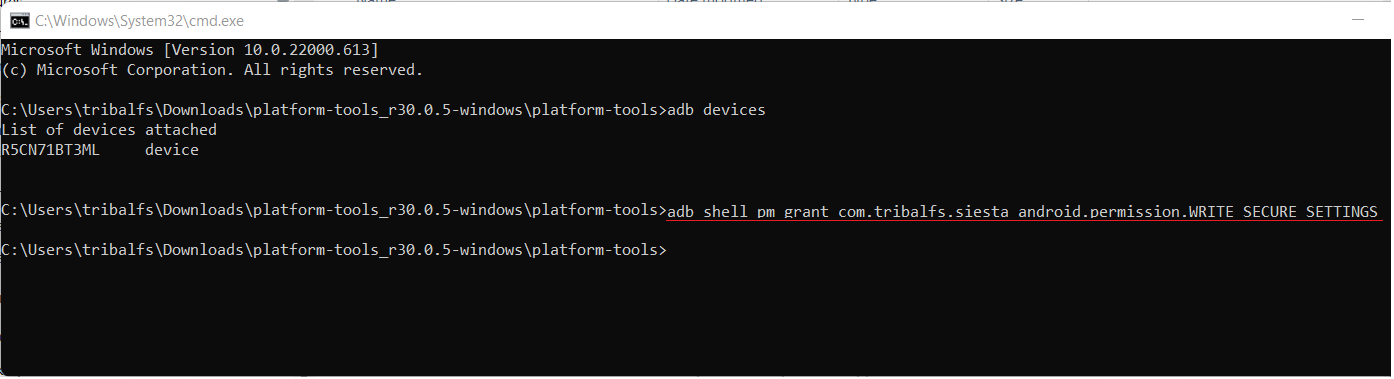 C:\Windows\System32\cmd.exe
Microsoft Windows [Version 10.0.22000.613]
(c) Microsoft Corporation. All rights reserved.
C:\Users\tribalfs\Downloads\platform-tools_r30.0.5-windows\platform-tools>adb devices
List of devices attached
R5CN71BT3ML     device
C:\Users\tribalfs\Downloads\platform-tools_r30.0.5-windows\platform-tools>adb shell pm grant com.tribalfs.siesta android.permission.WRITE_SECURE_SETTINGS
C:\Users\tribalfs\Downloads\platform-tools_r30.0.5-windows\platform-tools>